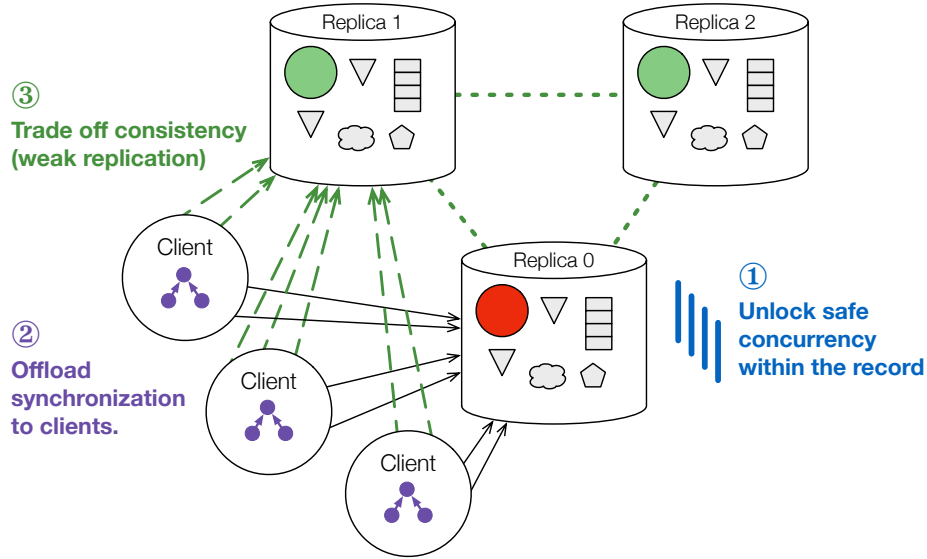 Replica 1
Replica 2
③
Trade off consistency
(weak replication)
Client
Replica 0
①
Unlock safe
concurrency
within the record
②
Offload
synchronization
to clients.
Client
Client